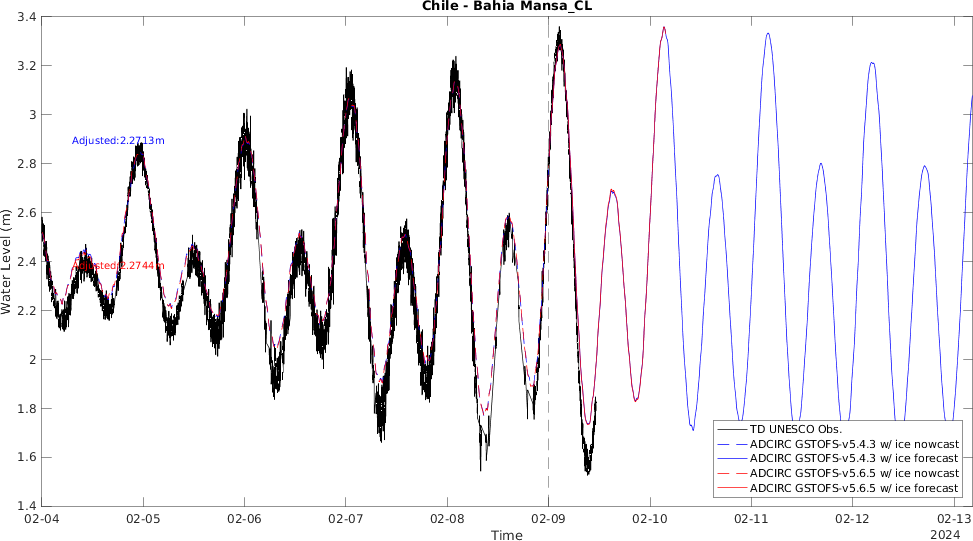 Chile - Bahia Mansa_CL
3.4
3.2
3
2.8
2.6
2.4
2.2
2
1.8
1.6
1.4
Water Level (m)
Adjusted:2.2713m
Adjusted:2.2744m
TD UNESCO Obs.
ADCIRC GSTOFS-v5.4.3 w/ ice nowcast
ADCIRC GSTOFS-v5.4.3 w/ ice forecast
ADCIRC GSTOFS-v5.6.5 w/ ice nowcast
ADCIRC GSTOFS-v5.6.5 w/ ice forecast
02-04 02-05 02-06 02-07 02-08 02-09 02-10 02-11 02-12 02-13
Time
2024